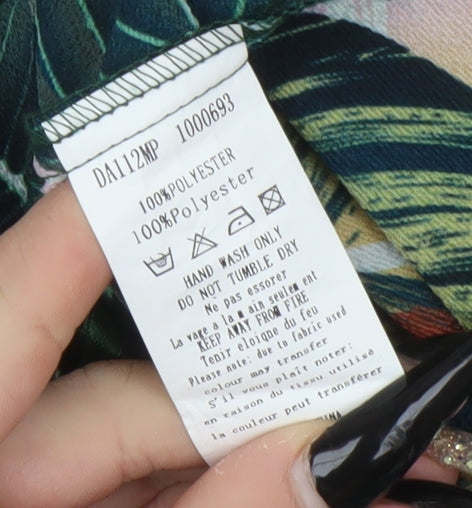 DA112MP 1000693
100%POLYESTER
100%Polyester
HAND WASH ONLY
DO NOT TUMBLE DRY
Ne pas essorer
La vage a la main seulement
KEEP AWAY FROM FIRE
Tenir eloigne du feu
Please note: due to fabric used
colour may transfer
S'il vous plaît noter:
en raison du tissu utilisé
la couleur peut transférer